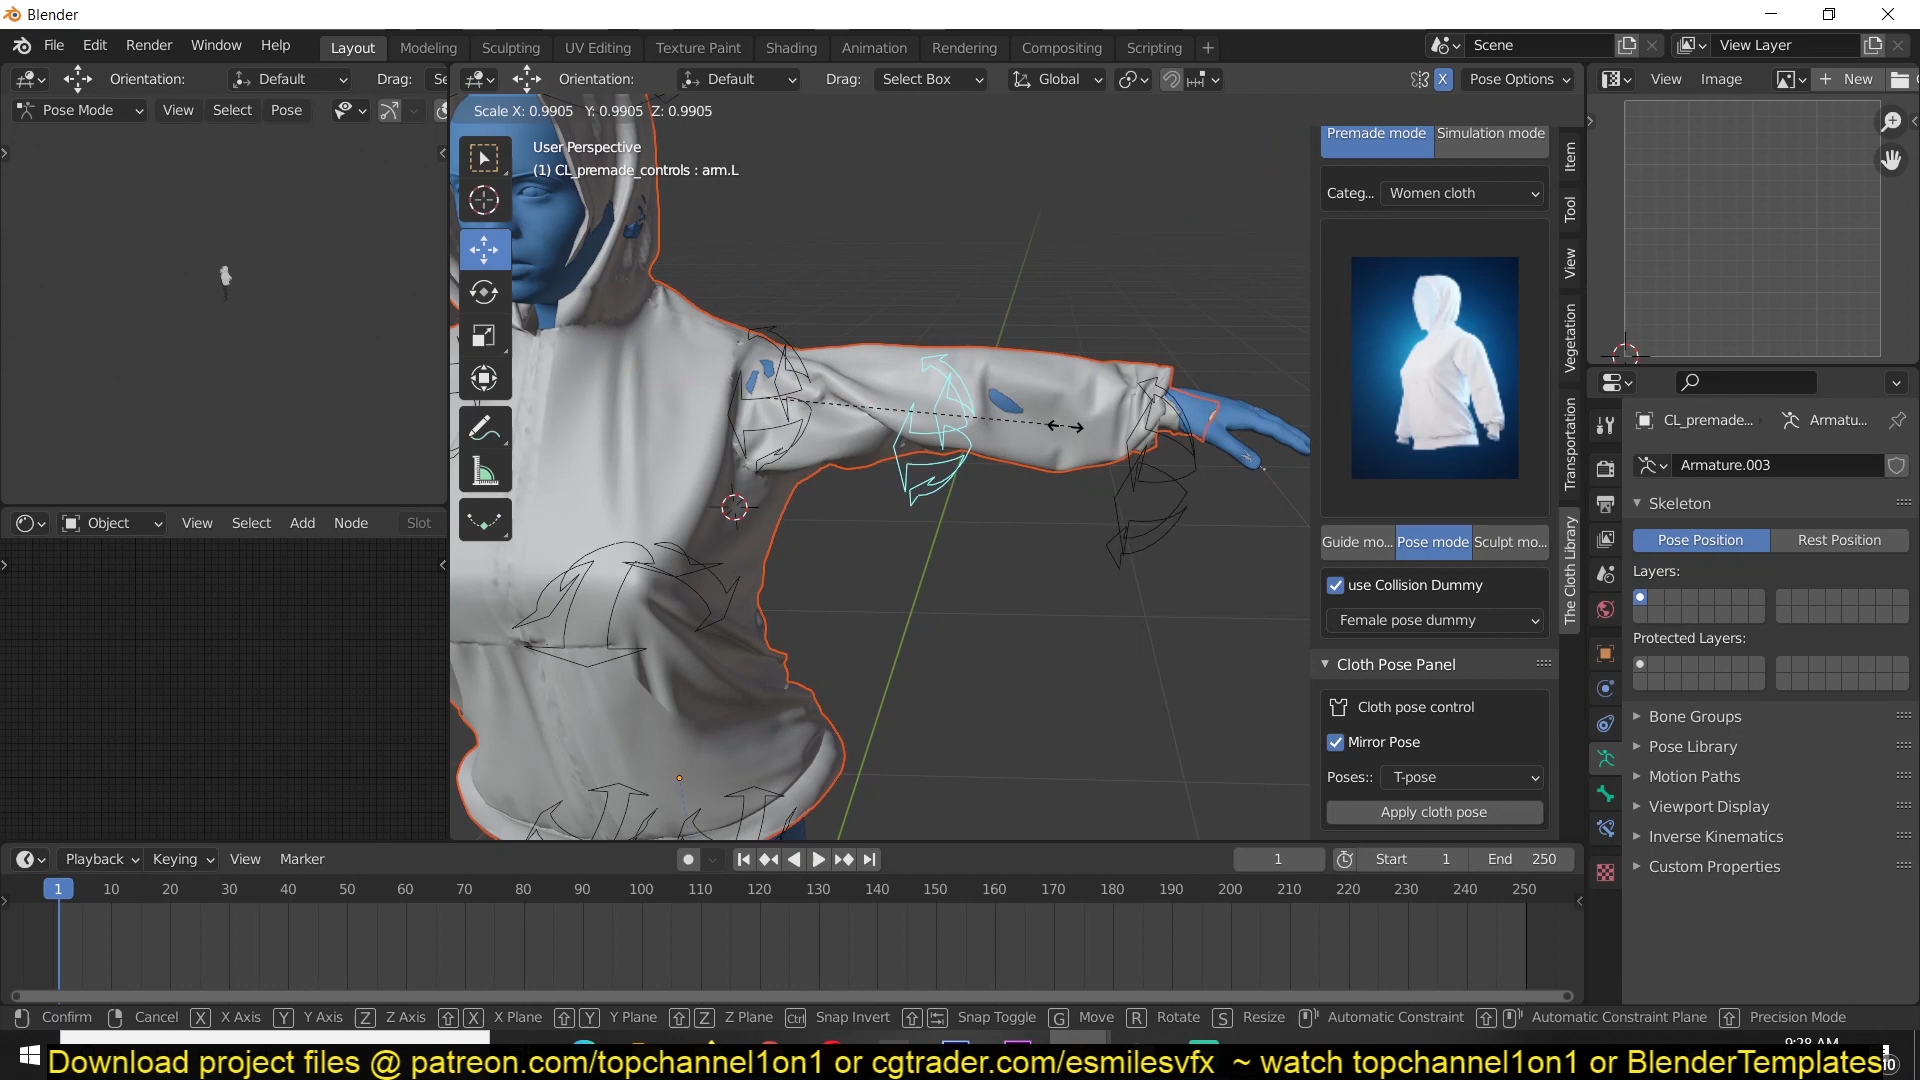 Blender
File Edit Render Window Help Layout Modeling Sculpting UV Editing Texture Paint Shading Animation Rendering Compositing Scripting + Scene View Layer
Orientation: Default Drag: Se Orientation: Default Drag: Select Box Global X Pose Options View Image + New
Pose Mode View Select Pose
Scale X: 0.9905 Y: 0.9905 Z: 0.9905
User Perspective
(1) CL_premade_controls : arm.L
Premade mode Simulation mode
Categ... Women cloth
Item
Tool
View
Vegetation
Transportation
The Cloth Library
CL_premade... Armatu...
Armature.003
Skeleton
Pose Position Rest Position
Layers:
Protected Layers:
Bone Groups
Pose Library
Motion Paths
Viewport Display
Inverse Kinematics
Custom Properties
Guide mo... Pose mode Sculpt mo...
use Collision Dummy
Female pose dummy
Cloth Pose Panel
Cloth pose control
Mirror Pose
Poses:: T-pose
Apply cloth pose
Object View Select Add Node Slot
Playback Keying View Marker 1 Start 1 End 250
1 10 20 30 40 50 60 70 80 90 100 110 120 130 140 150 160 170 180 190 200 210 220 230 240 250
Confirm Cancel X X Axis Y Y Axis Z Z Axis X X Plane Y Y Plane Z Z Plane Ctrl Snap Invert Snap Toggle G Move R Rotate S Resize Automatic Constraint Automatic Constraint Plane Precision Mode
Download project files @ patreon.com/topchannel1on1 or cgtrader.com/esmilesvfx ~ watch topchannel1on1 or BlenderTemplates